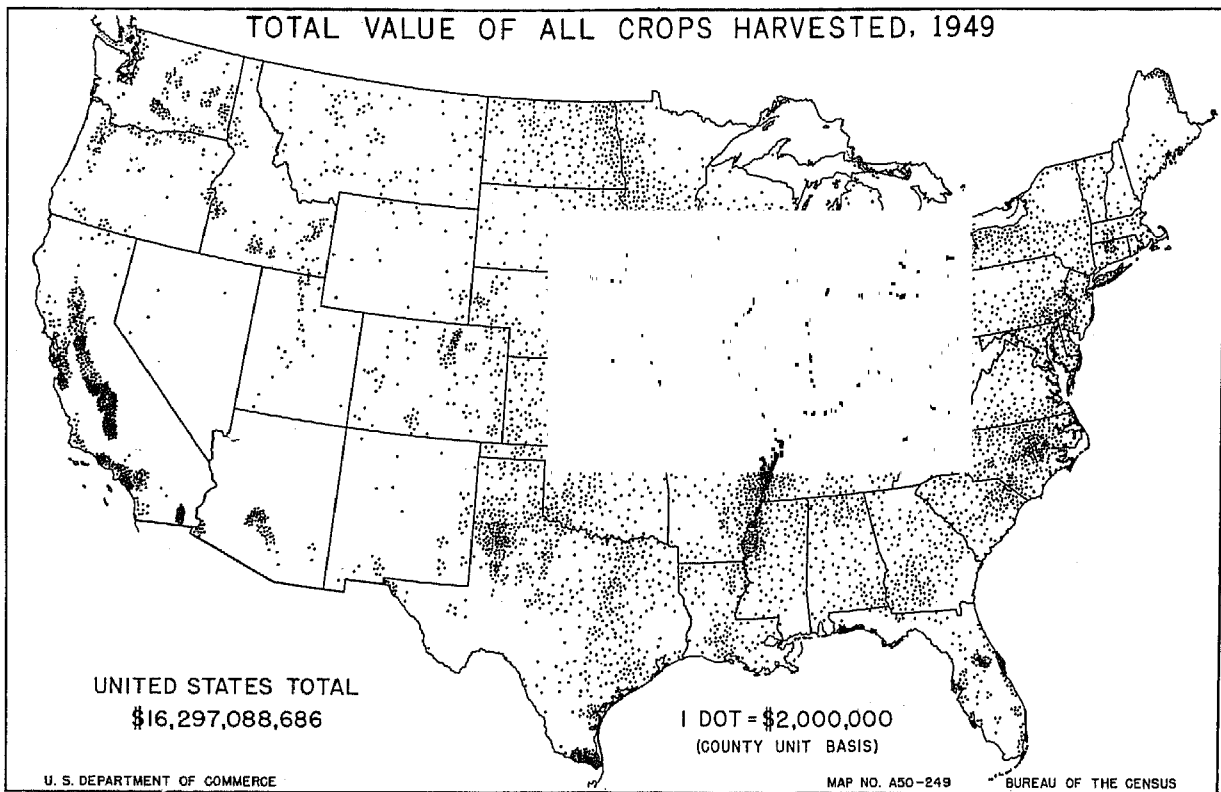 TOTAL VALUE OF ALL CROPS HARVESTED, 1949
UNITED STATES TOTAL
$16,297,088,686
1 DOT = $2,000,000
(COUNTY UNIT BASIS)
U. S. DEPARTMENT OF COMMERCE
MAP NO. A50-249
BUREAU OF THE CENSUS